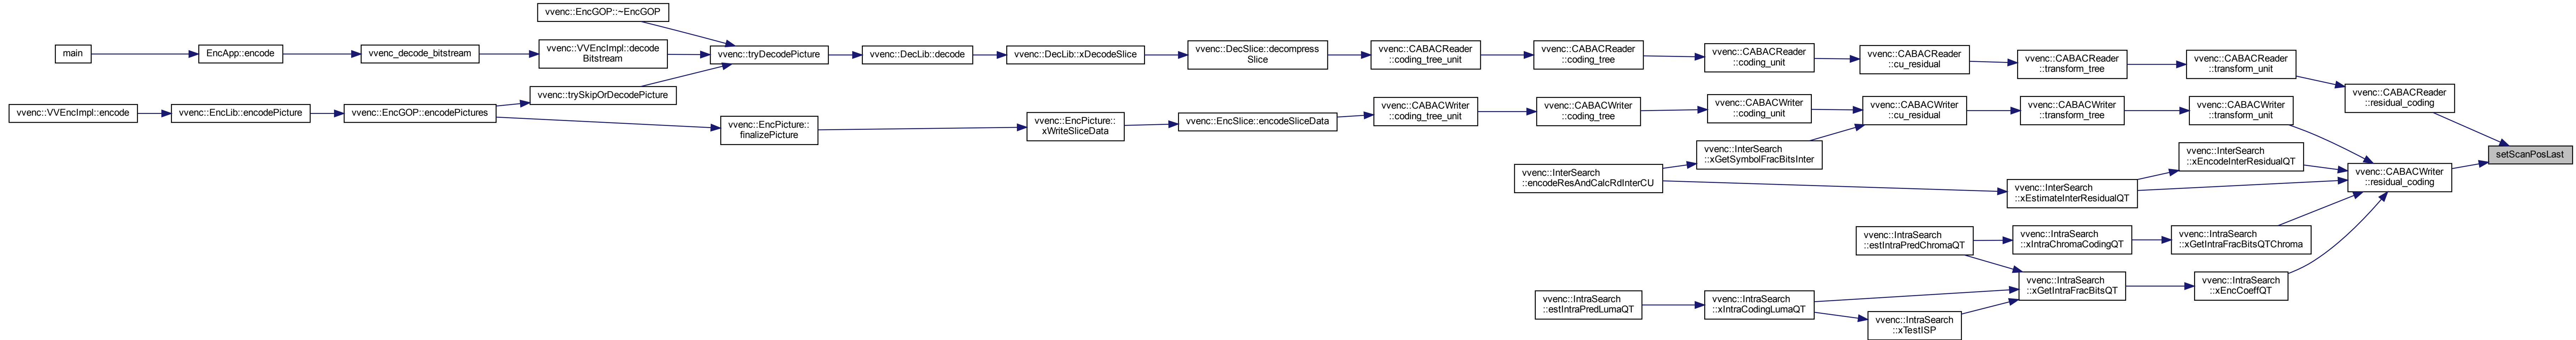 vvenc::EncGOP::~EncGOP
main
EncApp::encode
vvenc_decode_bitstream
vvenc::VVEncImpl::decode
Bitstream
vvenc::tryDecodePicture
vvenc::DecLib::decode
vvenc::DecLib::xDecodeSlice
vvenc::DecSlice::decompress
Slice
vvenc::CABACReader
::coding_tree_unit
vvenc::CABACReader
::coding_tree
vvenc::CABACReader
::coding_unit
vvenc::CABACReader
::cu_residual
vvenc::CABACReader
::transform_tree
vvenc::CABACReader
::transform_unit
vvenc::CABACReader
::residual_coding
vvenc::trySkipOrDecodePicture
vvenc::VVEncImpl::encode
vvenc::EncLib::encodePicture
vvenc::EncGOP::encodePictures
vvenc::EncPicture::
finalizePicture
vvenc::EncPicture::
xWriteSliceData
vvenc::EncSlice::encodeSliceData
vvenc::CABACWriter
::coding_tree_unit
vvenc::CABACWriter
::coding_tree
vvenc::CABACWriter
::coding_unit
vvenc::CABACWriter
::cu_residual
vvenc::CABACWriter
::transform_tree
vvenc::CABACWriter
::transform_unit
setScanPosLast
vvenc::InterSearch
::xGetSymbolFracBitsInter
vvenc::InterSearch
::xEncodeInterResidualQT
vvenc::InterSearch
::encodeResAndCalcRdInterCU
vvenc::CABACWriter
::residual_coding
vvenc::InterSearch
::xEstimateInterResidualQT
vvenc::IntraSearch
::estIntraPredChromaQT
vvenc::IntraSearch
::xIntraChromaCodingQT
vvenc::IntraSearch
::xGetIntraFracBitsQTChroma
vvenc::IntraSearch
::xGetIntraFracBitsQT
vvenc::IntraSearch
::xEncCoeffQT
vvenc::IntraSearch
::estIntraPredLumaQT
vvenc::IntraSearch
::xIntraCodingLumaQT
vvenc::IntraSearch
::xTestISP